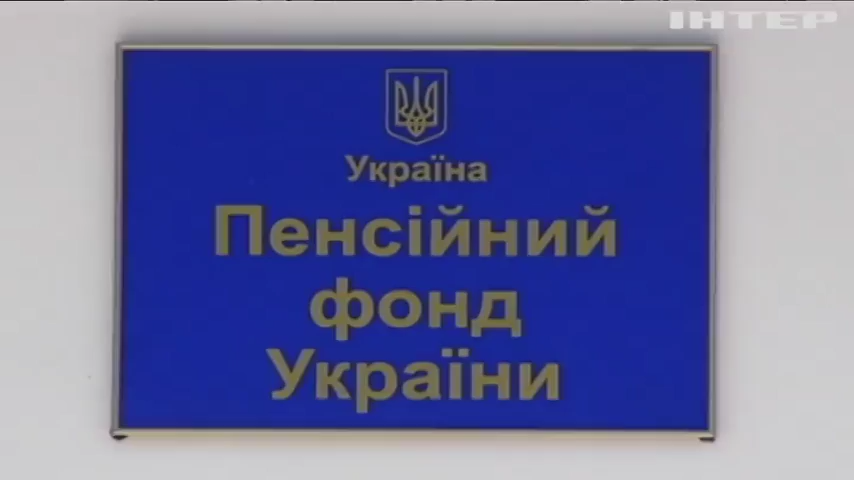 ІНТЕР
Україна
Пенсійний
фонд
України